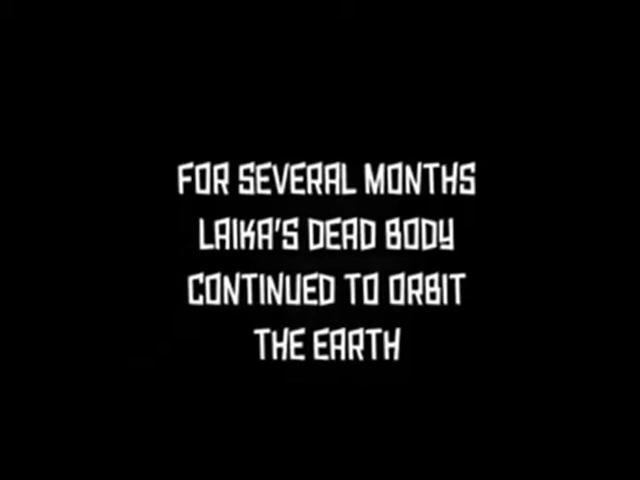 FOR SEVERAL MONTHS
LAIKA'S DEAD BODY
CONTINUED TO ORBIT
THE EARTH